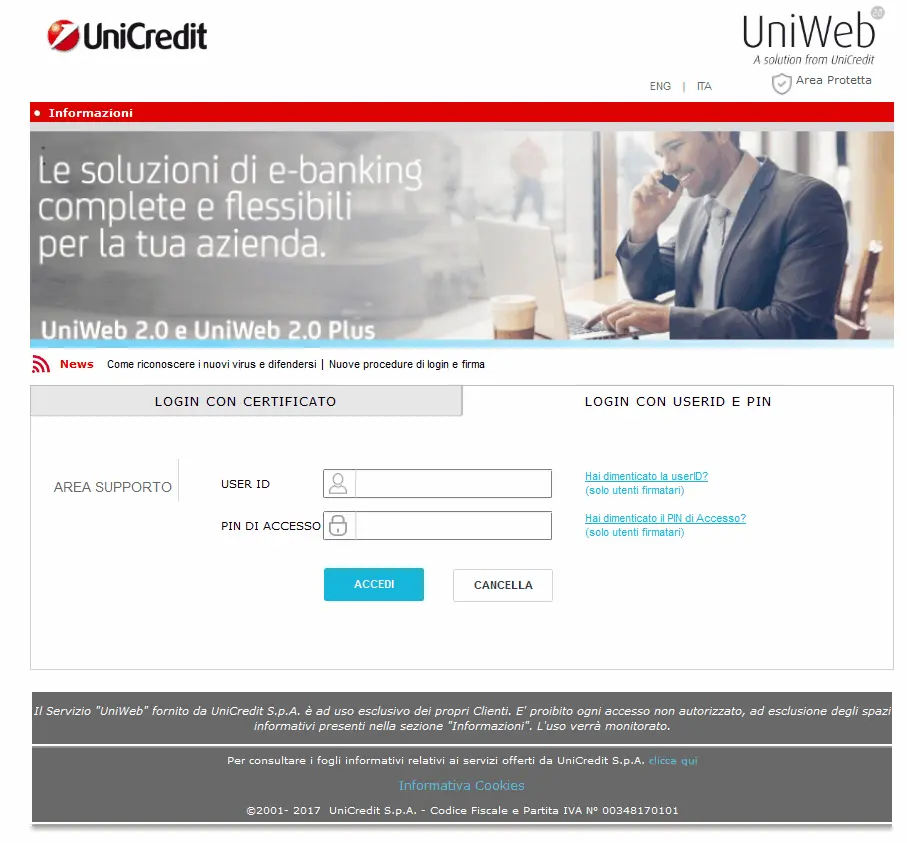 UniCredit
UniWeb 2.0
A solution from UniCredit
ENG | ITA
Area Protetta
Informazioni
Le soluzioni di e-banking
complete e flessibili
per la tua azienda.
UniWeb 2.0 e UniWeb 2.0 Plus
News Come riconoscere i nuovi virus e difendersi | Nuove procedure di login e firma
LOGIN CON CERTIFICATO
LOGIN CON USERID E PIN
AREA SUPPORTO
USER ID
Hai dimenticato la userID?
(solo utenti firmatari)
PIN DI ACCESSO
Hai dimenticato il PIN di Accesso?
(solo utenti firmatari)
ACCEDI
CANCELLA
Il Servizio "UniWeb" fornito da UniCredit S.p.A. è ad uso esclusivo dei propri Clienti. E' proibito ogni accesso non autorizzato, ad esclusione degli spazi
informativi presenti nella sezione "Informazioni". L'uso verrà monitorato.
Per consultare i fogli informativi relativi ai servizi offerti da UniCredit S.p.A. clicca qui
Informativa Cookies
©2001- 2017 UniCredit S.p.A. - Codice Fiscale e Partita IVA N° 00348170101